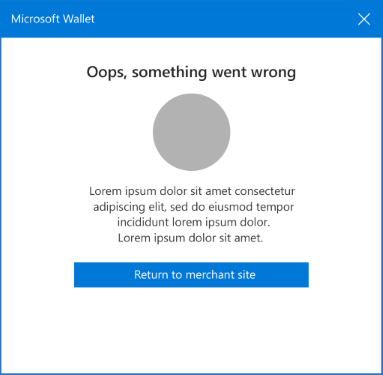 Microsoft Wallet
Oops, something went wrong
Lorem ipsum dolor sit amet consectetur
adipiscing elit, sed do eiusmod tempor
incididunt lorem ipsum dolor.
Lorem ipsum dolor sit amet.
Return to merchant site